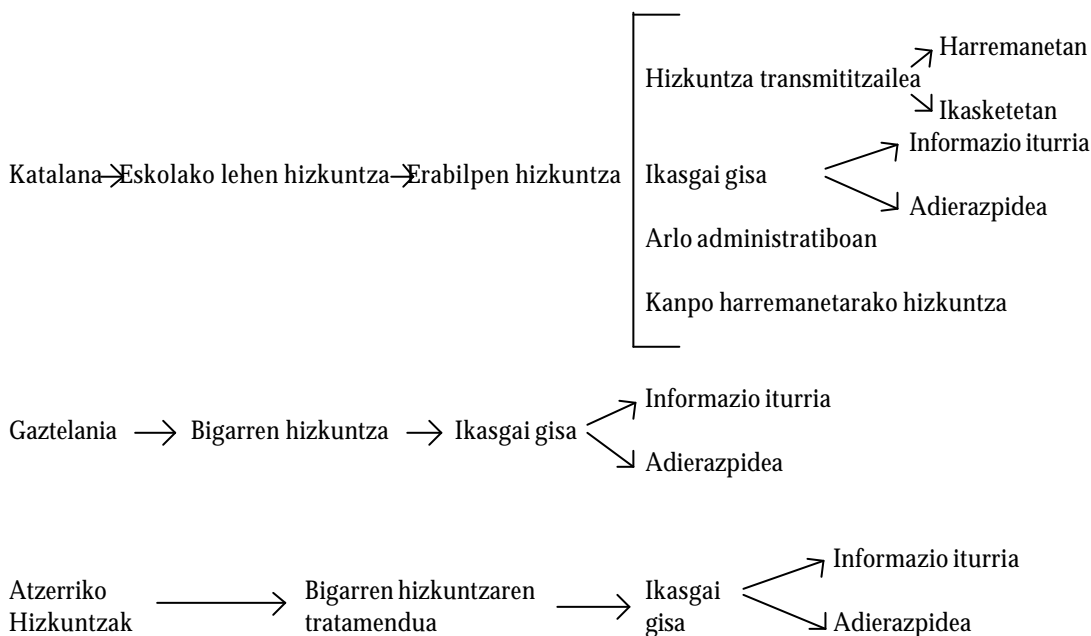 Harremanetan
Hizkuntza transmititzailea
Ikasketetan
Informazio iturria
Katalana Eskolako lehen hizkuntza Erabilpen hizkuntza Ikasgai gisa
Adierazpidea
Arlo administratiboan
Kanpo harremanetarako hizkuntza
Informazio iturria
Gaztelania Bigarren hizkuntza Ikasgai gisa
Adierazpidea
Informazio iturria
Atzerriko Bigarren hizkuntzaren Ikasgai
Hizkuntzak tratamendua gisa Adierazpidea